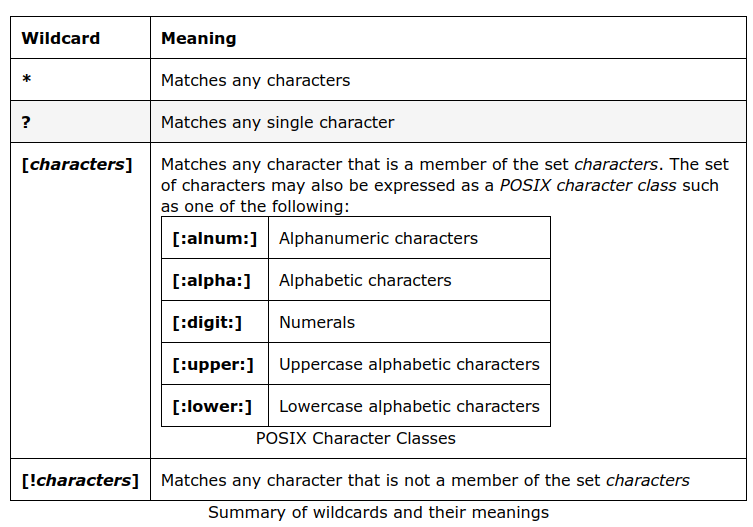 Wildcard Meaning
* Matches any characters
? Matches any single character
[characters] Matches any character that is a member of the set characters. The set
of characters may also be expressed as a POSIX character class such
as one of the following:
[:alnum:] Alphanumeric characters
[:alpha:] Alphabetic characters
[:digit:] Numerals
[:upper:] Uppercase alphabetic characters
[:lower:] Lowercase alphabetic characters
POSIX Character Classes
[!characters] Matches any character that is not a member of the set characters
Summary of wildcards and their meanings